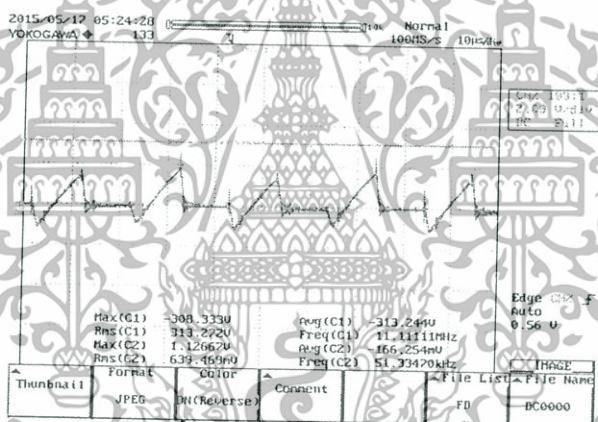 2015/05/17 05:24:28
YOKOGAWA ◆ 133
Normal
100MS/s 10µs/div
Edge CH2
Auto
0.56 V
Max(C1) -308.333V
Rms(C1) 313.272V
Max(C2) 1.12667V
Rms(C2) 639.469mV
Avg(C1) -313.244V
Freq(C1) 11.11111MHz
Avg(C2) -166.254mV
Freq(C2) 51.33470kHz
IMAGE
Thumbnail
Format
JPEG
Color
ON(Reverse)
Comment
File List
FD
File Name
DC0000